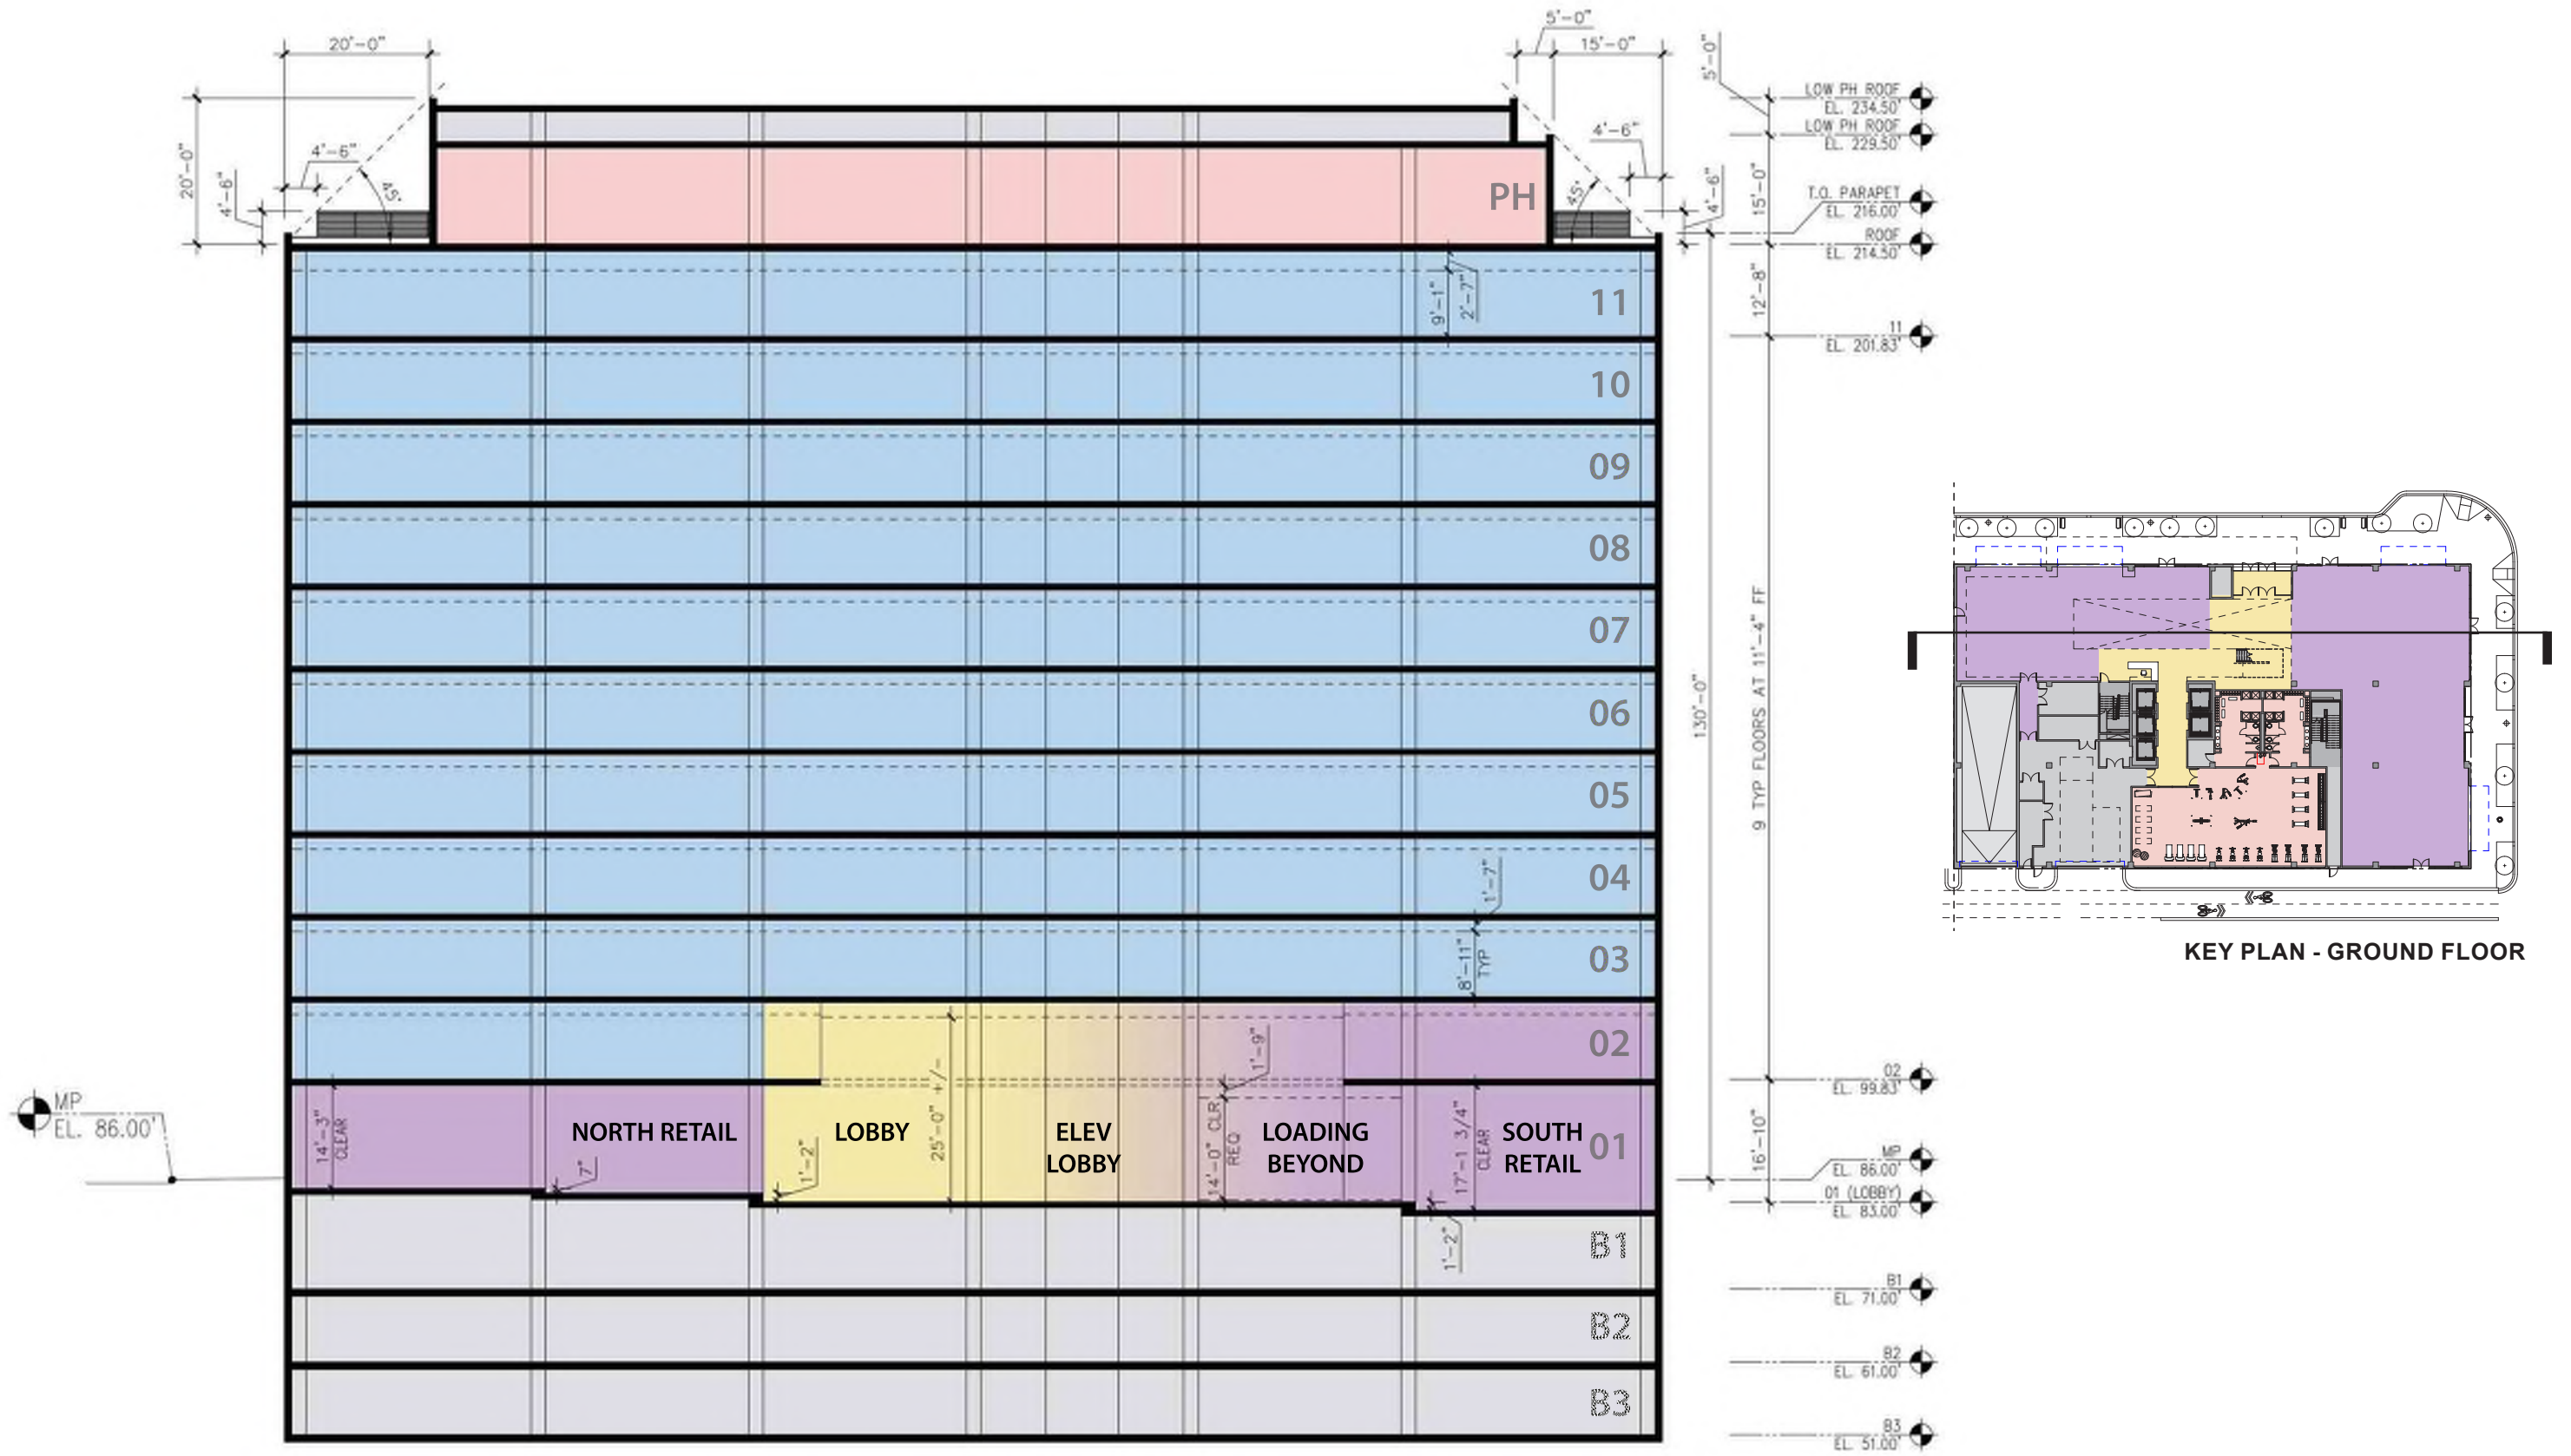 5'-0"
20'-0"
15'-0"
5'-0"
LOW PH ROOF
EL. 234.50'
LOW PH ROOF
EL. 229.50'
4'-6"
4'-6"
20'-0"
4'-6"
45°
45°
4'-6"
15'-0"
PH
T.O. PARAPET
EL. 216.00'
ROOF
EL. 214.50'
9'-1"
2'-7"
11
12'-8"
11
EL. 201.83'
10
09
08
07
06
05
04
03
02
130'-0"
9 TYP FLOORS AT 11'-4" FF
1'-7"
8'-11"
TYP
KEY PLAN - GROUND FLOOR
1'-9"
25'-0" +/-
02
EL. 99.83'
MP
EL. 86.00'
14'-3"
CLEAR
NORTH RETAIL
7"
LOBBY
1'-2"
ELEV
LOBBY
14'-0" CLR
REQ
LOADING
BEYOND
17'-1 3/4"
CLEAR
SOUTH
RETAIL
01
16'-10"
MP
EL. 86.00'
01 (LOBBY)
EL. 83.00'
1'-2"
B1
B1
EL. 71.00'
B2
B2
EL. 61.00'
B3
B3
EL. 51.00'